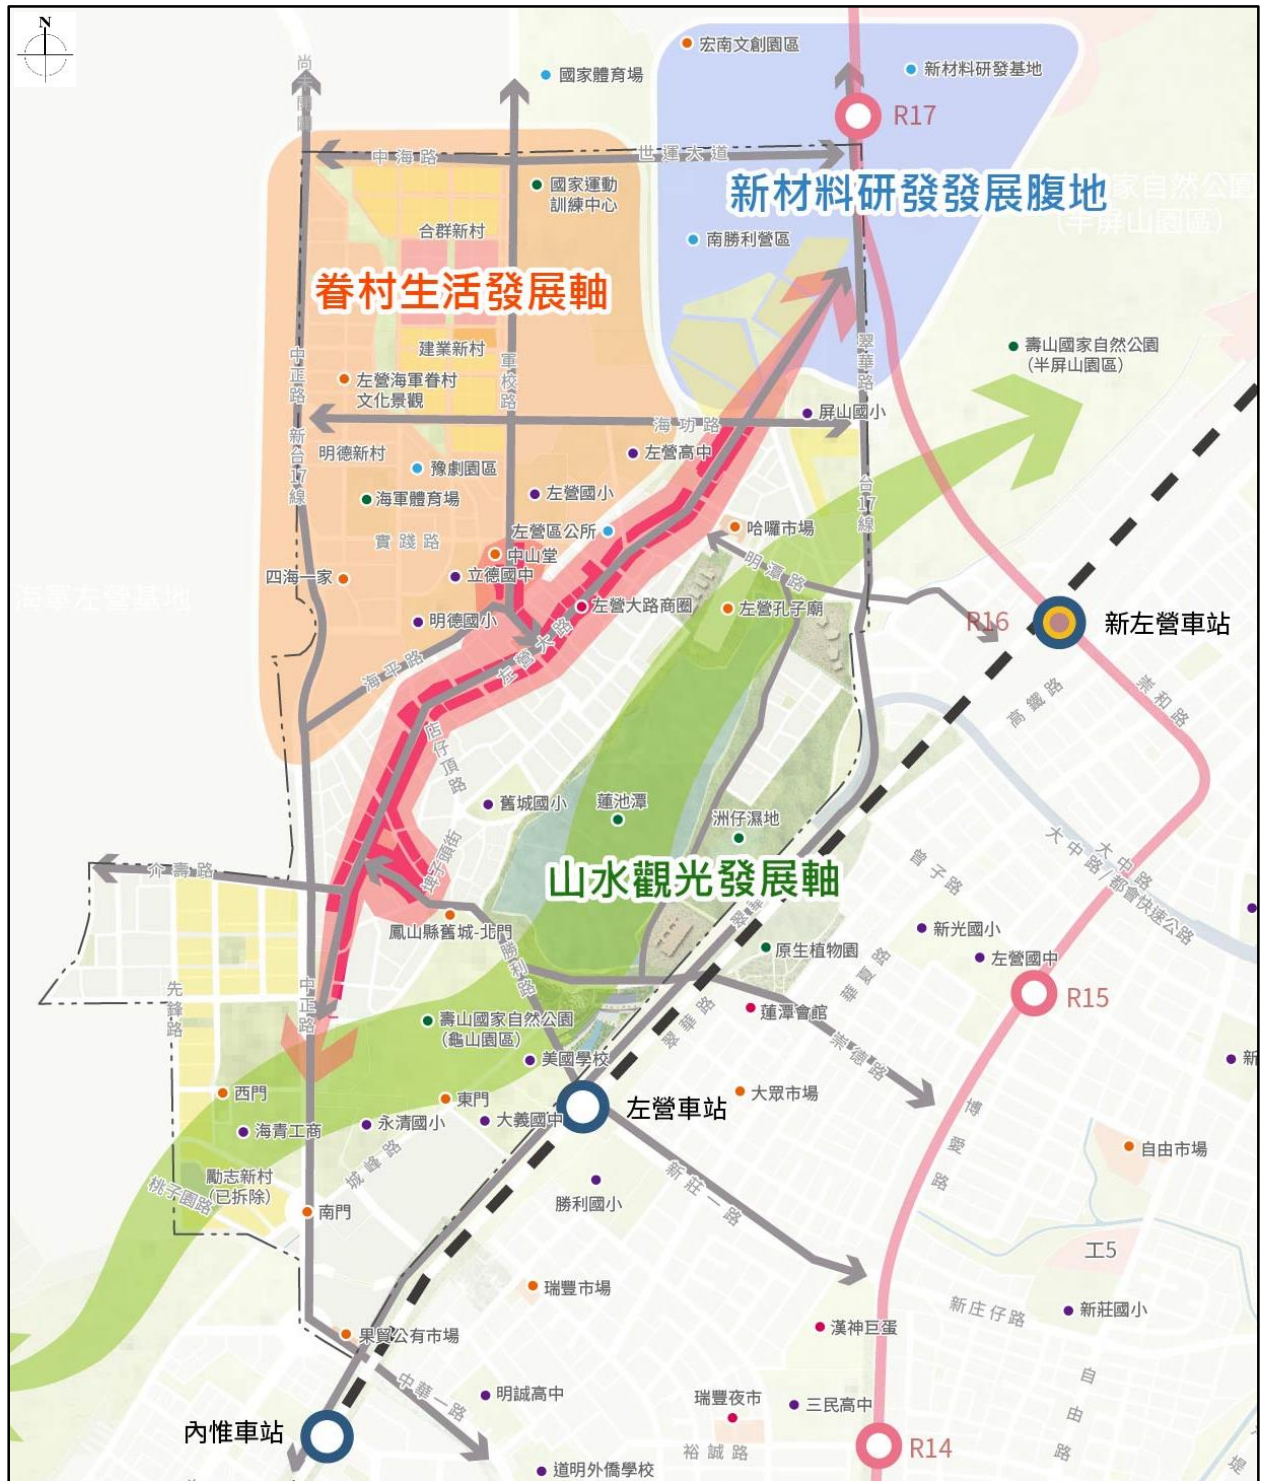 N
宏南文創園區
國家體育場
新材料研發基地
R17
中海路
世運大道
國家運動
訓練中心
新材料研發發展腹地
家自然公園
(半屏山園區)
合群新村
南勝利營區
眷村生活發展軸
建業新村
軍校路
中正路
新台17線
翠華路
台17線
壽山國家自然公園
(半屏山園區)
左營海軍眷村
文化景觀
屏山國小
海功路
明德新村
左營高中
豫劇園區
海軍體育場
左營國小
左營區公所
哈囉市場
實踐路
中山堂
明潭路
四海一家
立德國中
海軍左營基地
左營大路商圈
左營孔子廟
明德國小
R16
新左營車站
左營大路
海平路
高鐵路
崇和路
店仔頂路
舊城國小
蓮池潭
洲仔濕地
大中路
大中路/都會快速公路
埤子頭街
曾子路
介壽路
山水觀光發展軸
鳳山縣舊城-北門
新光國小
勝利路
原生植物園
華夏路
左營國中
先鋒路
中正路
R15
蓮潭會館
翠華路
壽山國家自然公園
(龜山園區)
崇德路
美國學校
新
西門
東門
左營車站
大眾市場
博愛路
海青工商
永清國小
大義國中
自由市場
城峰路
勵志新村
(已拆除)
桃子園路
新莊一路
勝利國小
南門
工5
瑞豐市場
新庄仔路
新莊國小
果貿公有市場
漢神巨蛋
中華一路
明誠高中
瑞豐夜市
三民高中
自由路
內惟車站
裕誠路
R14
道明外僑學校